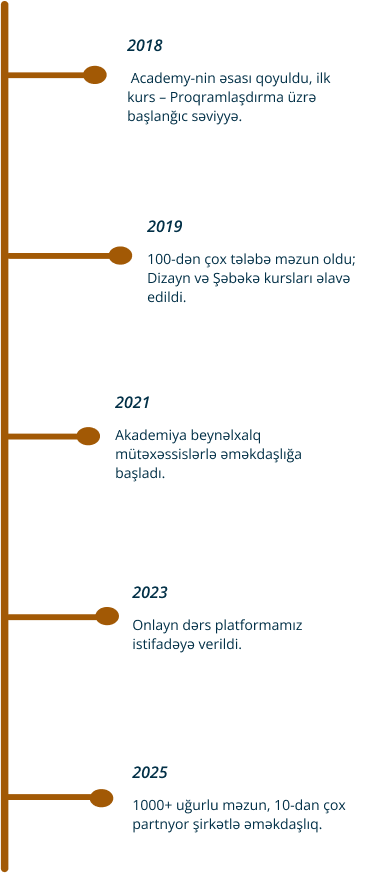 2018
Academy-nin əsası qoyuldu, ilk
kurs – Proqramlaşdırma üzrə
başlanğıc səviyyə.
2019
100-dən çox tələbə məzun oldu;
Dizayn və Şəbəkə kursları əlavə
edildi.
2021
Akademiya beynəlxalq
mütəxəssislərlə əməkdaşlığa
başladı.
2023
Onlayn dərs platformamız
istifadəyə verildi.
2025
1000+ uğurlu məzun, 10-dan çox
partnyor şirkətlə əməkdaşlıq.